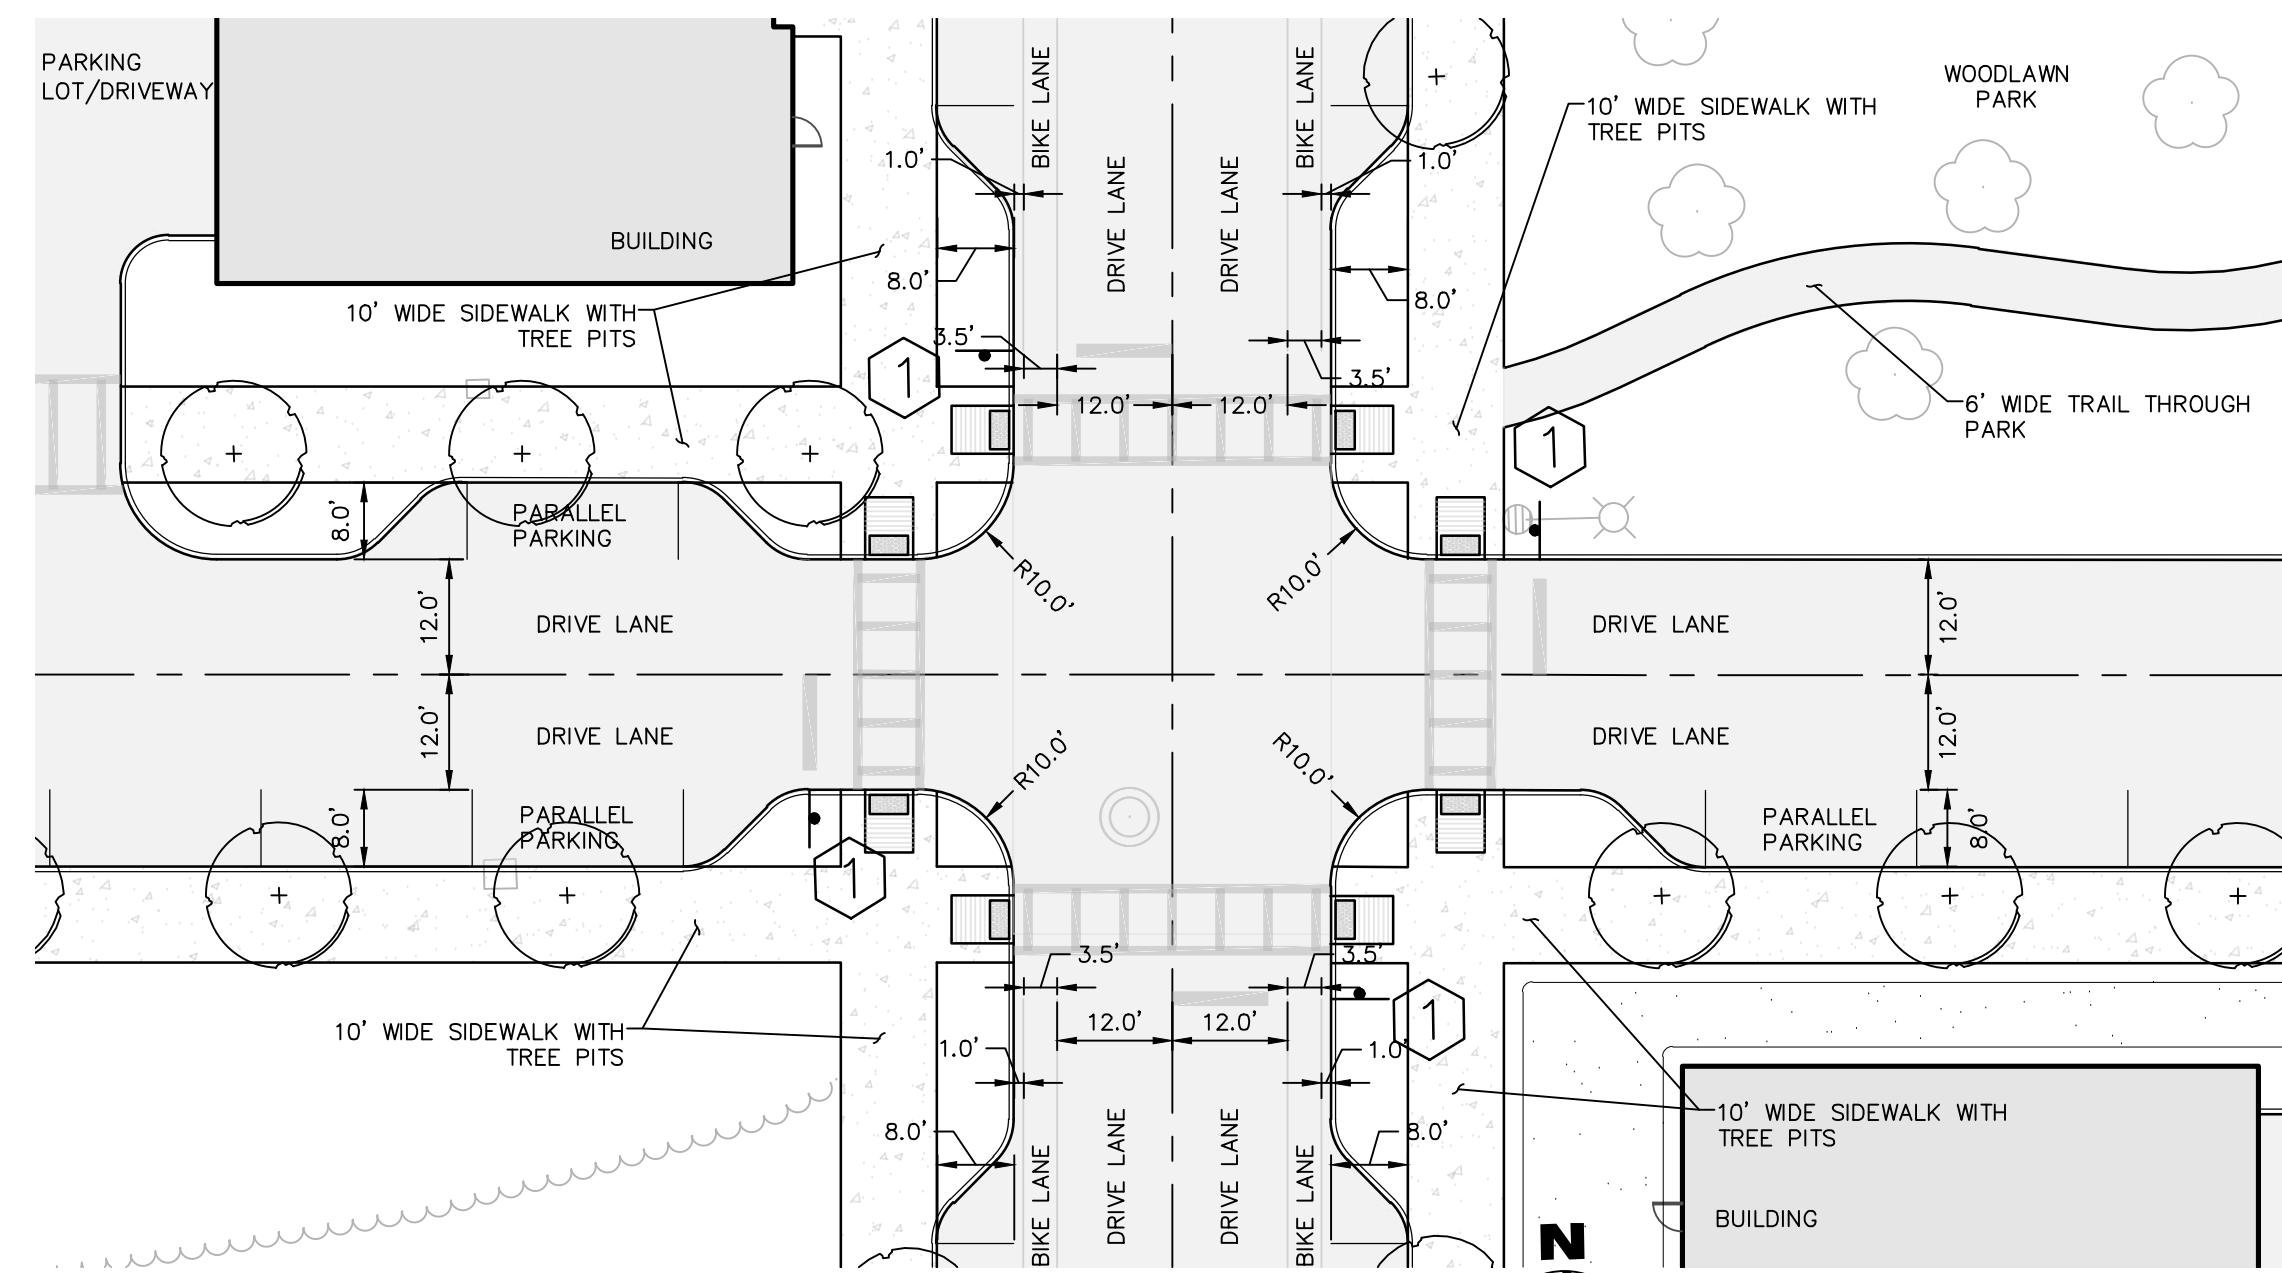 PARKING
LOT/DRIVEWAY
BUILDING
10' WIDE SIDEWALK WITH
TREE PITS
BIKE LANE
DRIVE LANE
DRIVE LANE
BIKE LANE
1.0'
1.0'
8.0'
8.0'
3.5'
3.5'
12.0'
12.0'
1
10' WIDE SIDEWALK WITH
TREE PITS
WOODLAWN
PARK
6' WIDE TRAIL THROUGH
PARK
1
8.0'
PARALLEL
PARKING
R10.0'
R10.0'
12.0'
DRIVE LANE
DRIVE LANE
12.0'
12.0'
DRIVE LANE
DRIVE LANE
12.0'
R10.0'
R10.0'
8.0'
PARALLEL
PARKING
PARALLEL
PARKING
8.0'
1
3.5'
3.5'
12.0'
12.0'
1
10' WIDE SIDEWALK WITH
TREE PITS
1.0'
1.0'
8.0'
8.0'
BIKE LANE
DRIVE LANE
DRIVE LANE
BIKE LANE
10' WIDE SIDEWALK WITH
TREE PITS
BUILDING
N